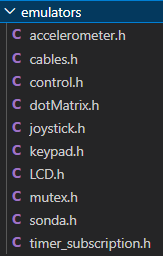 emulators
C accelerometer.h
C cables.h
C control.h
C dotMatrix.h
C joystick.h
C keypad.h
C LCD.h
C mutex.h
C sonda.h
C timer_subscription.h